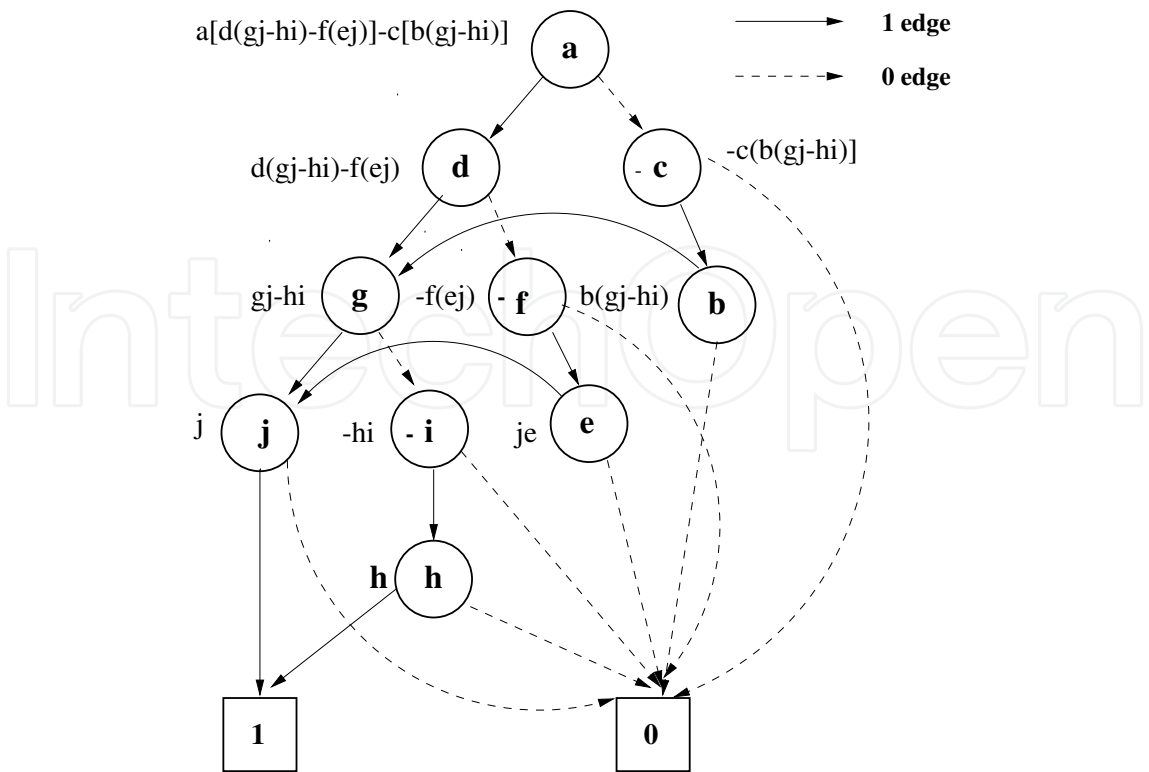 a[d(gj-hi)-f(ej)]-c[b(gj-hi)]
a
1 edge
0 edge
d(gj-hi)-f(ej)
d
- c
-c(b(gj-hi)]
gj-hi
g
-f(ej)
- f
b(gj-hi)
b
IntechOpen
j
j
-hi
- i
je
e
h
h
1
0